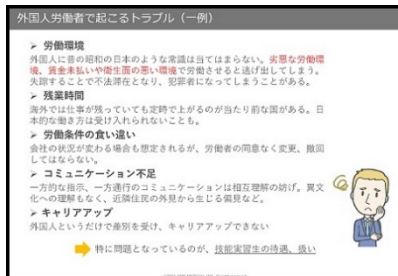 外国人労働者で起こるトラブル（一例）
➢ 労働環境
外国人に昔の昭和の日本のような常識は当てはまらない。劣悪な労働環
境、賃金未払いや衛生面の悪い環境で労働させると逃げ出してしまう。
失踪することで不法滞在となり、犯罪者になってしまうことがある。
➢ 残業時間
海外では仕事が残っていても定時で上がるのが当たり前な国がある。日
本的な働き方は受け入れられないことも。
➢ 労働条件の食い違い
会社の状況が変わる場合も想定されるが、労働者の同意なく変更、撤回
してはならない。
➢ コミュニケーション不足
一方的な指示、一方通行のコミュニケーションは相互理解の妨げ。異文
化への理解もなく、近隣住民の外見から生じる偏見など。
➢ キャリアアップ
外国人というだけで差別を受け、キャリアアップできない
特に問題となっているのが、技能実習生の待遇、扱い